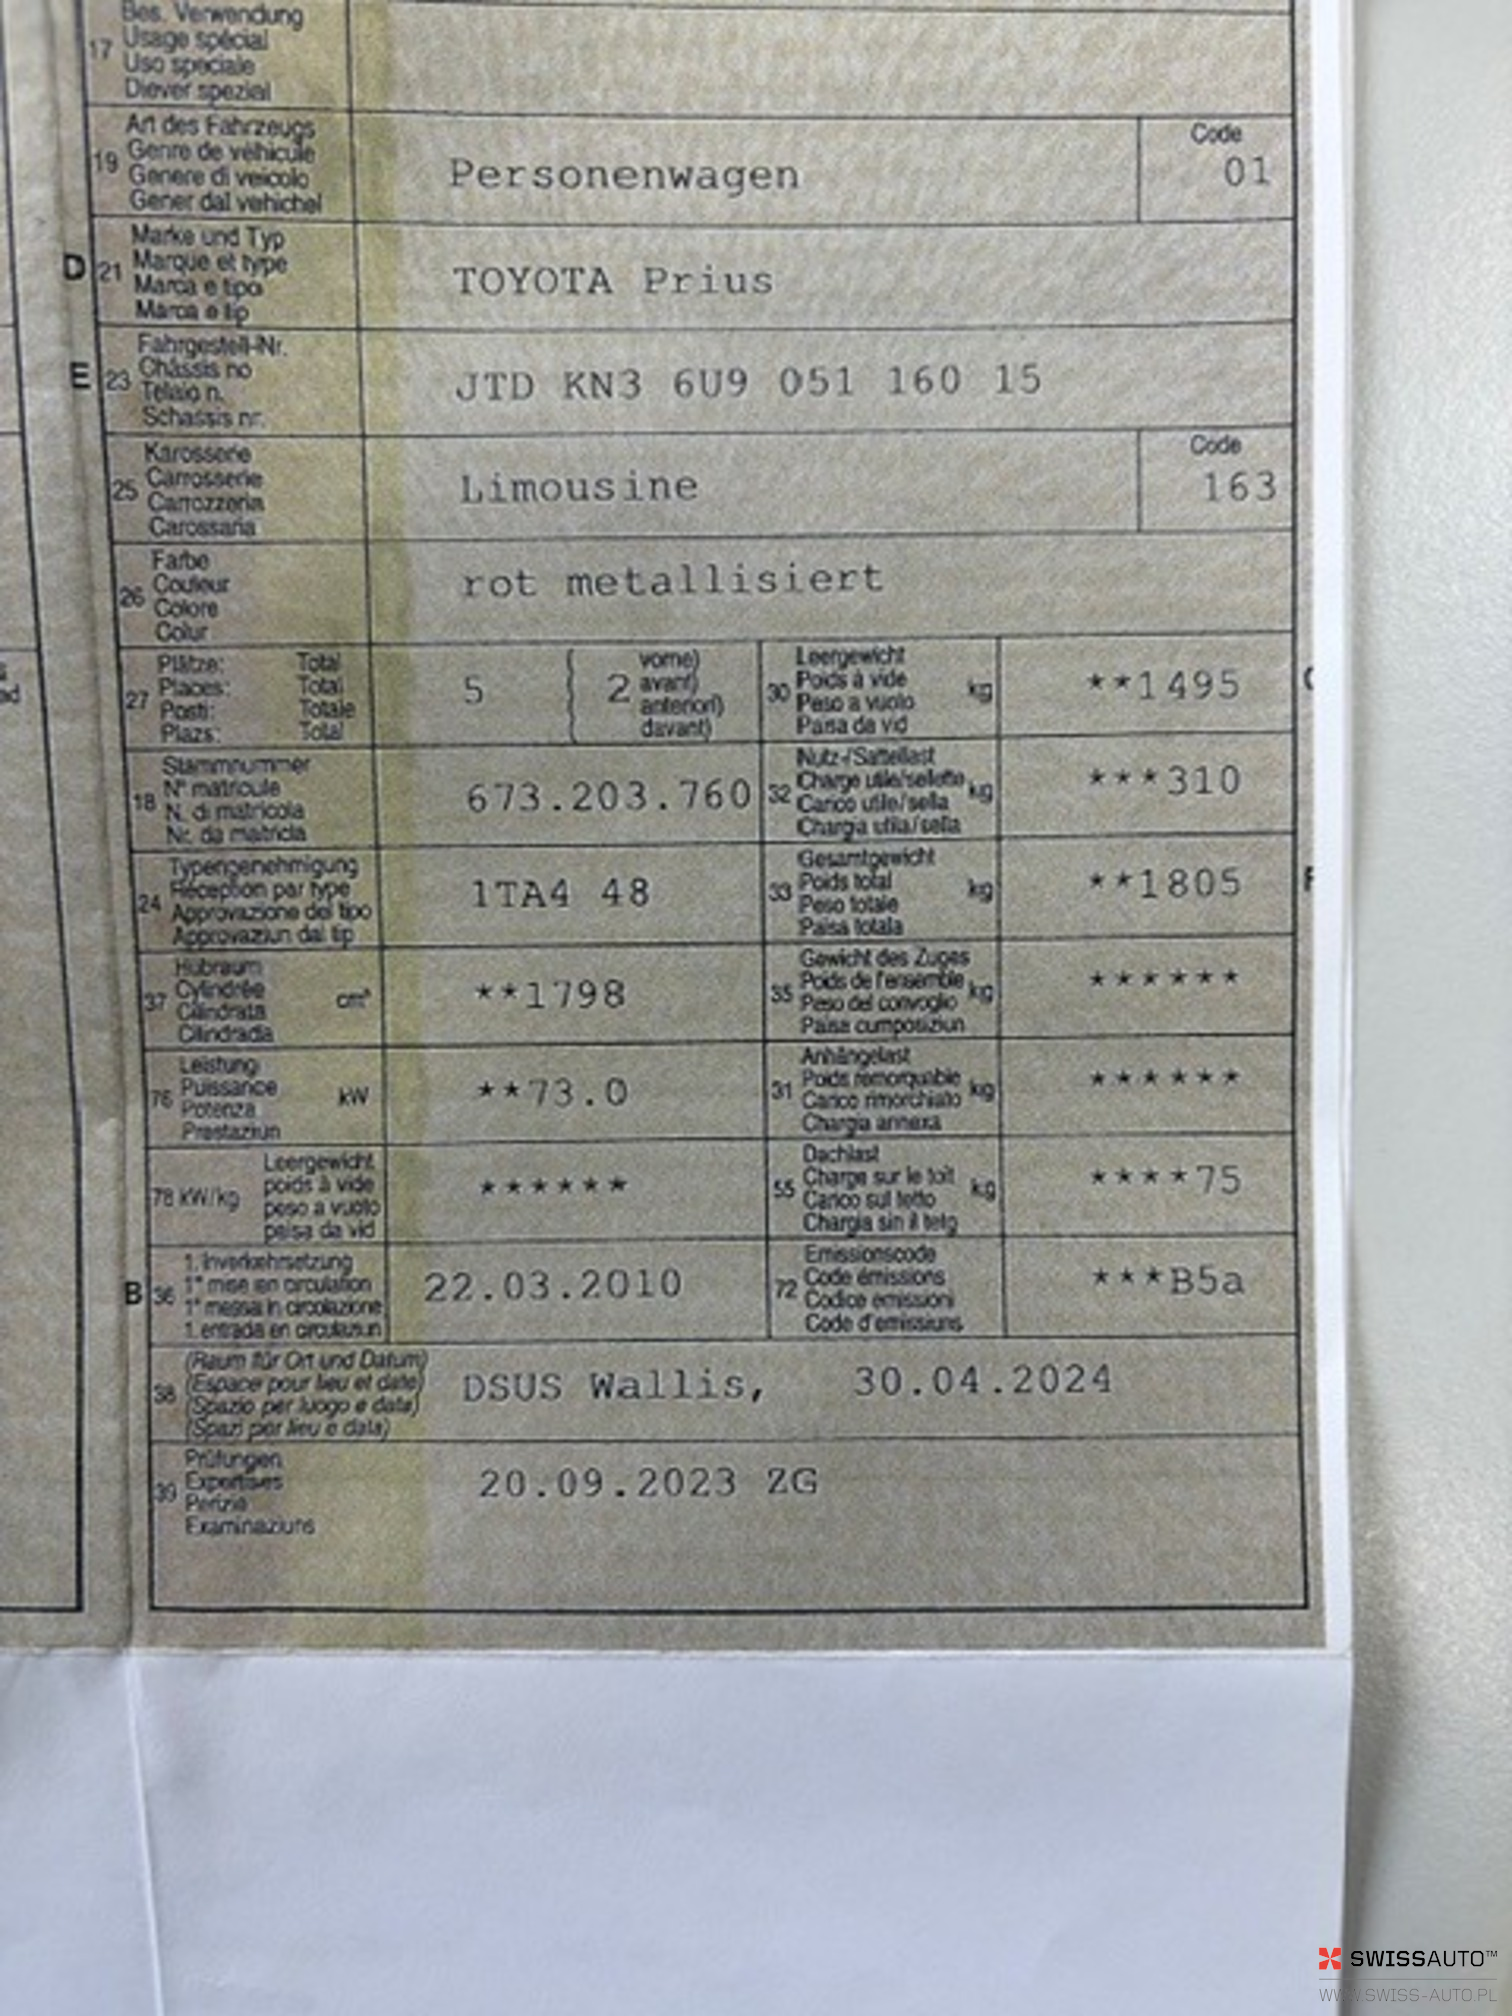 Bes. Verwendung
17 Usage spécial
Uso speciale
Diever spezial
Art des Fahrzeugs
19 Genre de véhicule
Genere di veicolo
Gener dal vehichel
Personenwagen
Code
01
Marke und Typ
D 21 Marque et type
Marca e tipo
Marca e tip
TOYOTA Prius
Fahrgestell-Nr.
E 23 Châssis no
Telaio n.
Schassis nr.
JTD KN3 6U9 051 160 15
Karosserie
25 Carrosserie
Carrozzeria
Carossaria
Limousine
Code
163
Farbe
26 Couleur
Colore
Colur
rot metallisiert
Plätze: Total
27 Places: Total
Posti: Totale
Plazs: Total
5 ( 2
vorne)
avant)
anteriori)
davant)
Leergewicht
30 Poids à vide kg
Peso a vuoto
Paisa da vid
**1495
Stammnummer
18 N° matricule
N. di matricola
Nr. da matricla
673.203.760
Nutz-/Sattellast
32 Charge utile/sellette kg
Carico utile/sella
Chargia utila/sella
***310
Typengenehmigung
24 Réception par type
Approvazione del tipo
Approvaziun dal tip
1TA4 48
Gesamtgewicht
33 Poids total kg
Peso totale
Paisa totala
**1805
F
Hubraum
37 Cylindrée cm³
Cilindrata
Cilindrada
**1798
Gewicht des Zuges
35 Poids de l'ensemble kg
Peso del convoglio
Paisa cumposiziun
******
Leistung
76 Puissance kW
Potenza
Prestaziun
**73.0
Anhängelast
31 Poids remorquable kg
Carico rimorchiato
Chargia annexa
******
Leergewicht
78 kW/kg poids à vide
peso a vuoto
paisa da vid
******
Dachlast
55 Charge sur le toit kg
Carico sul tetto
Chargia sin il tetg
****75
1. Inverkehrsetzung
B 36 1re mise en circulation
1a messa in circolazione
1. entrada en circulaziun
22.03.2010
Emissionscode
72 Code émissions
Codice emissioni
Code d'emissiuns
***B5a
(Raum für Ort und Datum)
38 (Espace pour lieu et date)
(Spazio per luogo e data)
(Spazi per lieu e data)
DSUS Wallis, 30.04.2024
Prüfungen
39 Expertises
Perizie
Examinaziuns
20.09.2023 ZG
SWISSAUTO™
WWW.SWISS-AUTO.PL